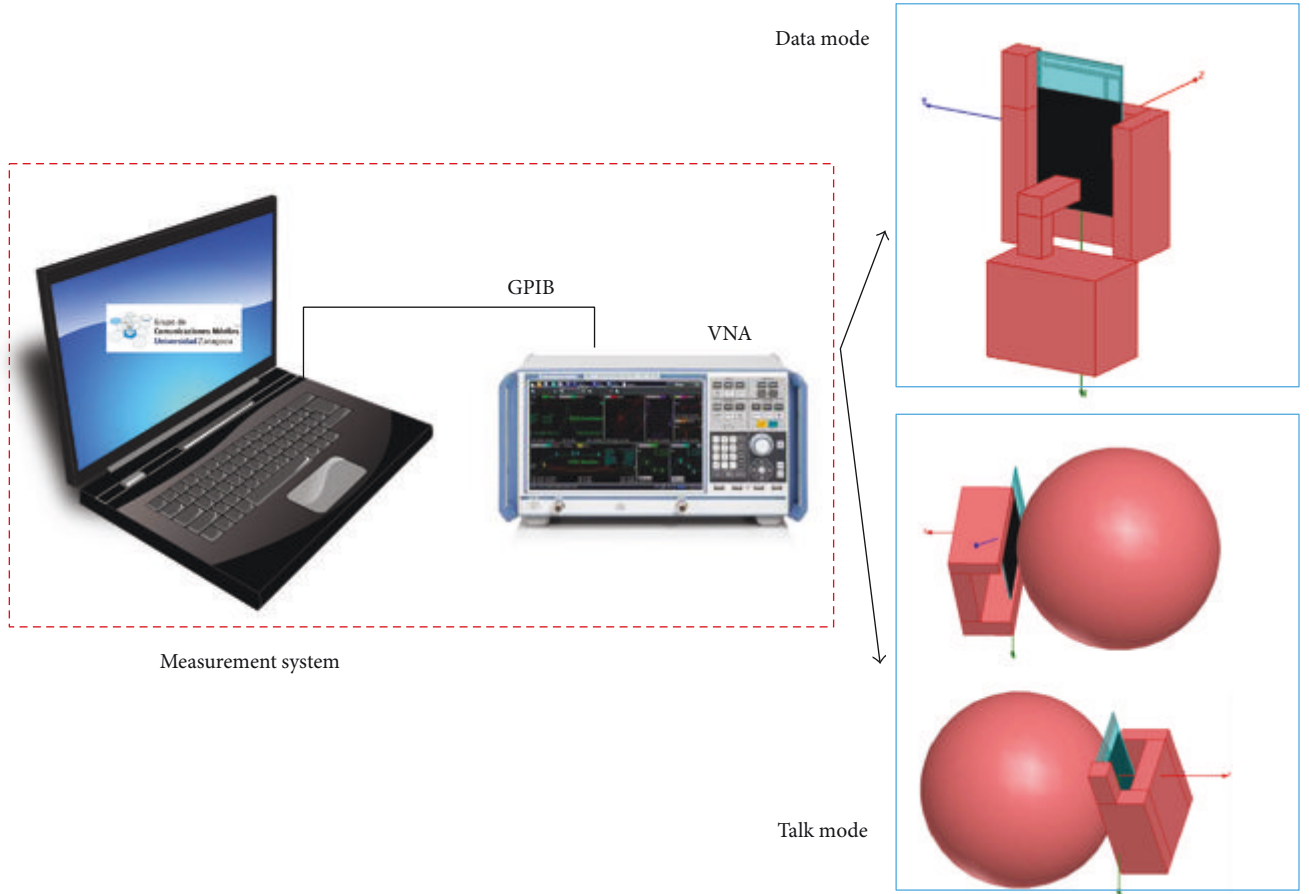 Data mode
Z
GPIB
VNA
Grupo de
Comunicaciones Móviles
Universidad Zaragoza
Measurement system
Talk mode